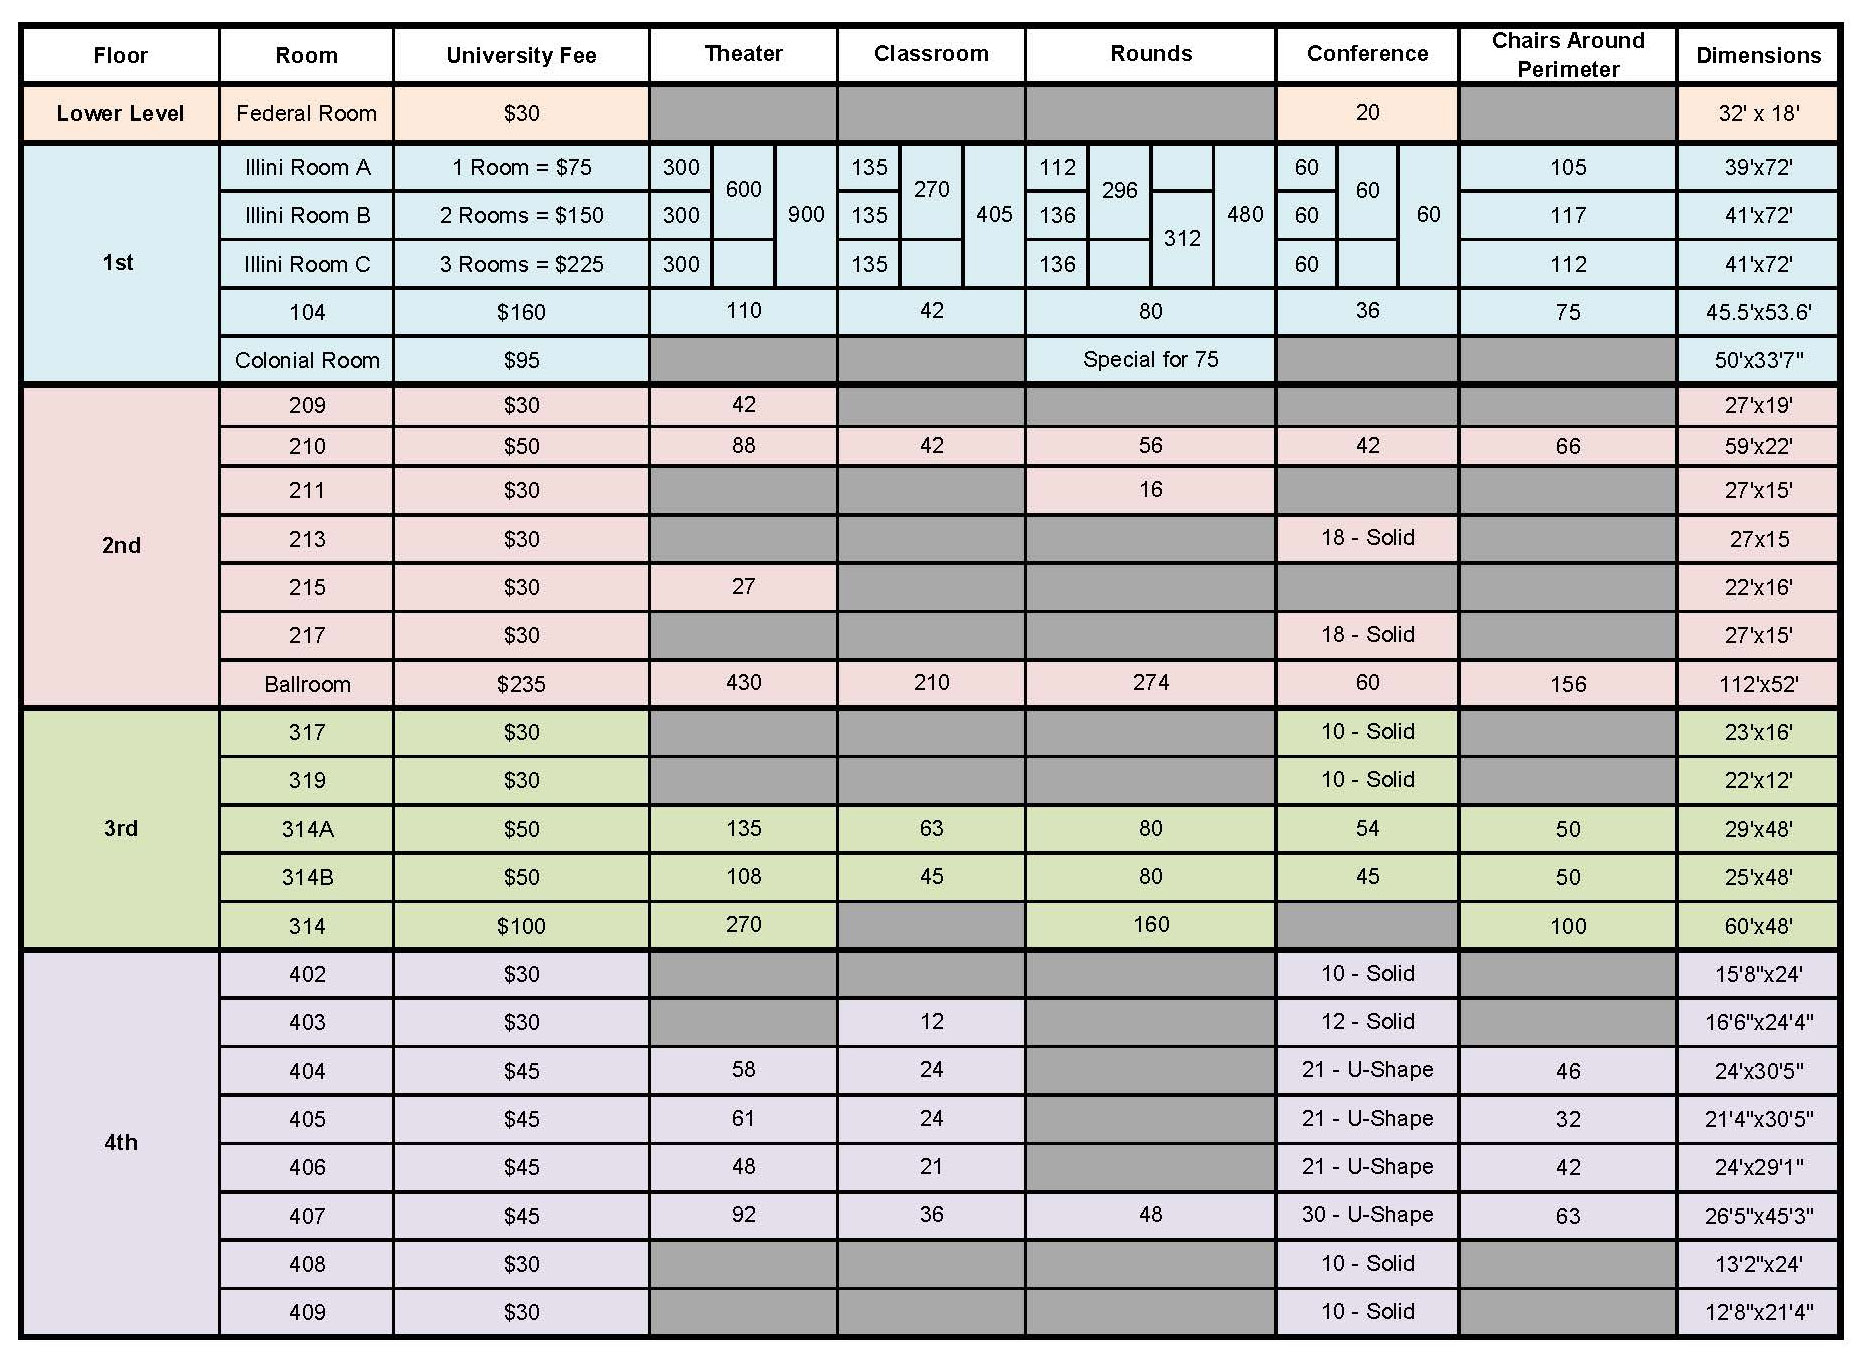 Floor Room University Fee Theater Classroom Rounds Conference Chairs Around Perimeter Dimensions
Lower Level Federal Room $30 20 32' x 18'
1st
Illini Room A 1 Room = $75 300 600 900 135 270 405 112 296 480 60 60 60 105 39'x72'
Illini Room B 2 Rooms = $150 300 135 136 312 60 117 41'x72'
Illini Room C 3 Rooms = $225 300 135 136 60 112 41'x72'
104 $160 110 42 80 36 75 45.5'x53.6'
Colonial Room $95 Special for 75 50'x33'7"
2nd
209 $30 42 27'x19'
210 $50 88 42 56 42 66 59'x22'
211 $30 16 27'x15'
213 $30 18 - Solid 27x15
215 $30 27 22'x16'
217 $30 18 - Solid 27'x15'
Ballroom $235 430 210 274 60 156 112'x52'
3rd
317 $30 10 - Solid 23'x16'
319 $30 10 - Solid 22'x12'
314A $50 135 63 80 54 50 29'x48'
314B $50 108 45 80 45 50 25'x48'
314 $100 270 160 100 60'x48'
4th
402 $30 10 - Solid 15'8"x24'
403 $30 12 12 - Solid 16'6"x24'4"
404 $45 58 24 21 - U-Shape 46 24'x30'5"
405 $45 61 24 21 - U-Shape 32 21'4"x30'5"
406 $45 48 21 21 - U-Shape 42 24'x29'1"
407 $45 92 36 48 30 - U-Shape 63 26'5"x45'3"
408 $30 10 - Solid 13'2"x24'
409 $30 10 - Solid 12'8"x21'4"